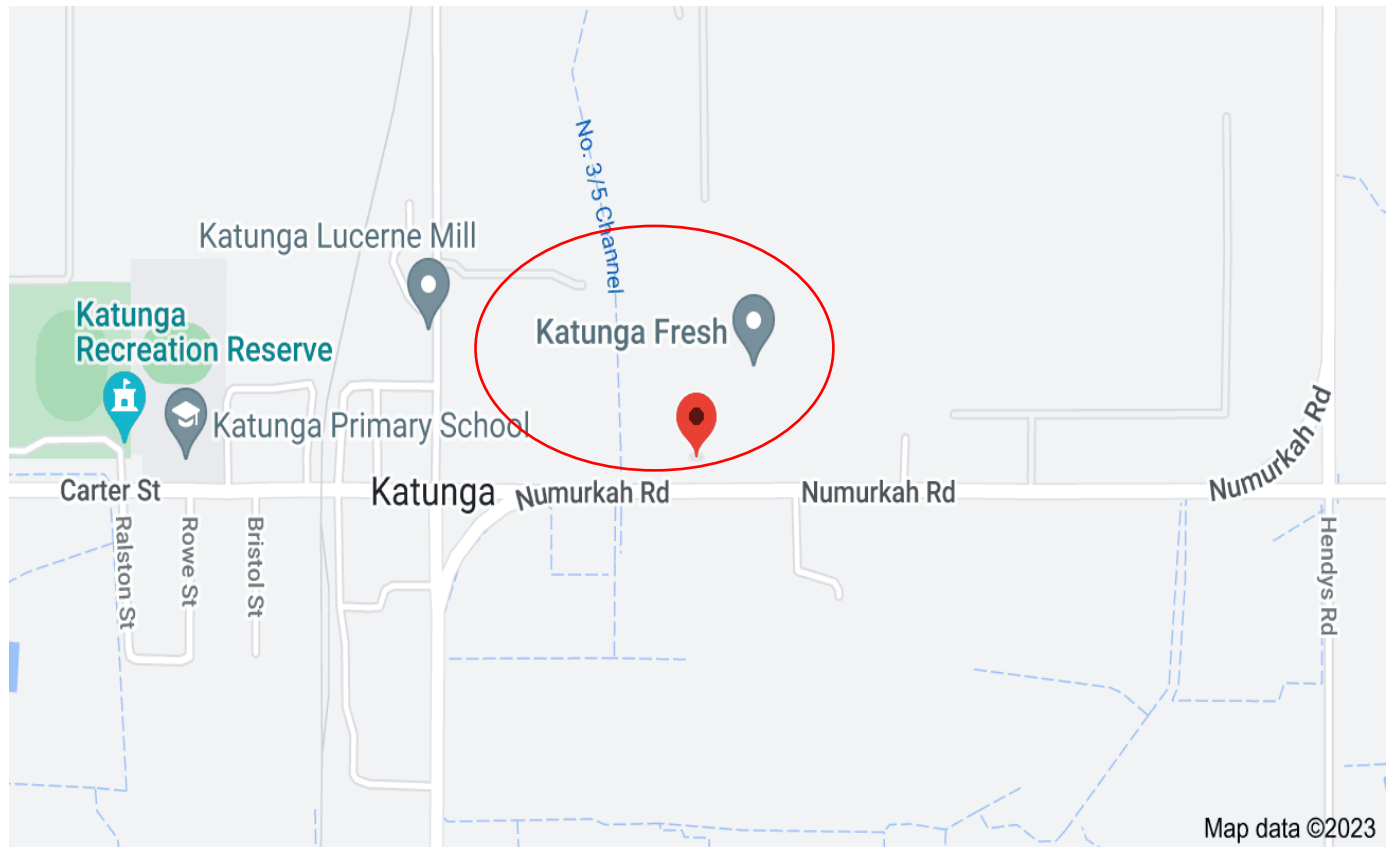 No. 3/5 Channel
Katunga Lucerne Mill
Katunga
Recreation Reserve
Katunga Fresh
Katunga Primary School
Carter St
Katunga
Numurkah Rd
Numurkah Rd
Numurkah Rd
Ralston St
Rowe St
Bristol St
Hendys Rd
Map data ©2023